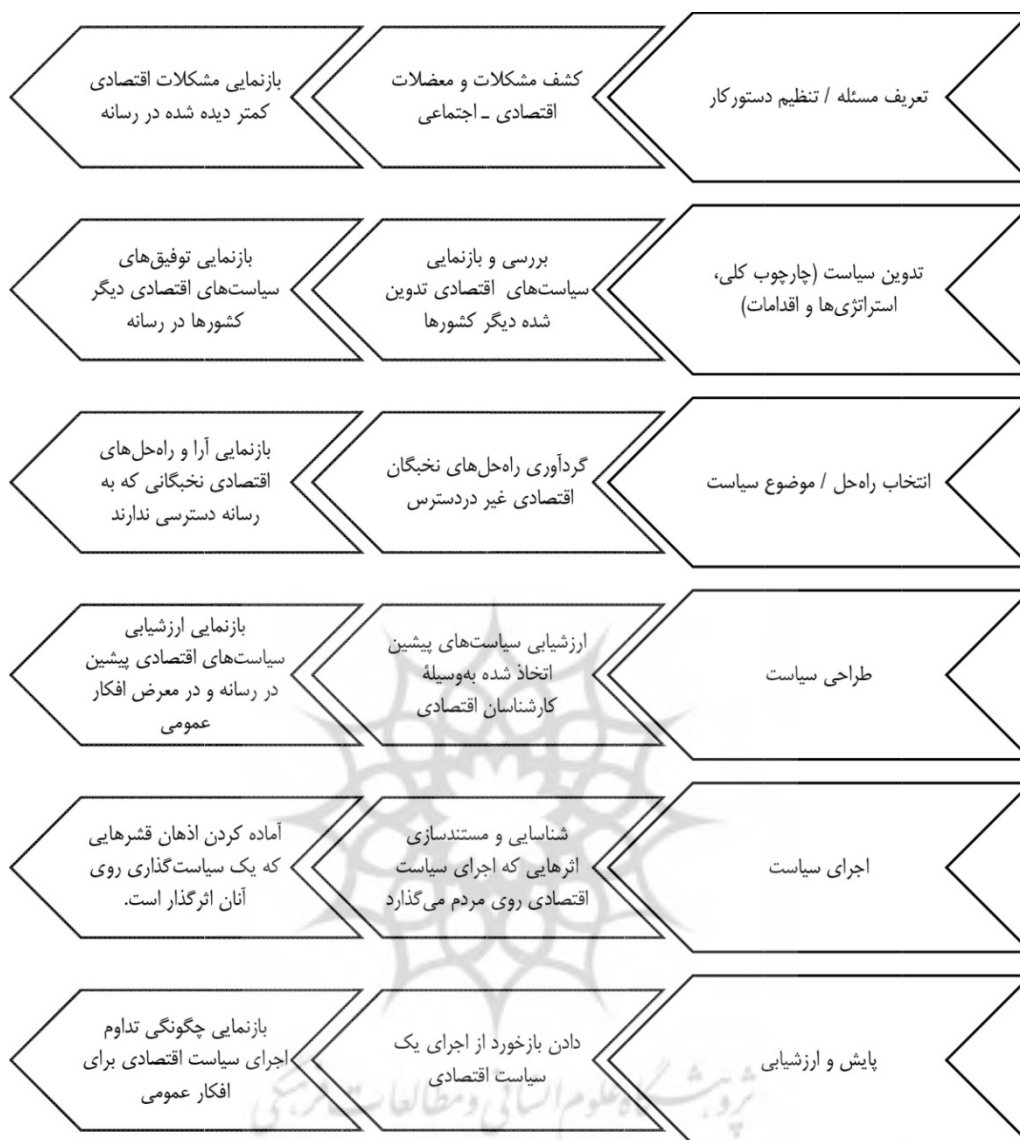 تعریف مسئله / تنظیم دستورکار
کشف مشکلات و معضلات
اقتصادی ـ اجتماعی
بازنمایی مشکلات اقتصادی
کمتر دیده شده در رسانه
تدوین سیاست (چارچوب کلی،
استراتژی‌ها و اقدامات)
بررسی و بازنمایی
سیاست‌های اقتصادی تدوین
شده دیگر کشورها
بازنمایی توفیق‌های
سیاست‌های اقتصادی دیگر
کشورها در رسانه
انتخاب راه‌حل / موضوع سیاست
گردآوری راه‌حل‌های نخبگان
اقتصادی غیر دردسترس
بازنمایی آرا و راه‌حل‌های
اقتصادی نخبگانی که به
رسانه دسترسی ندارند
طراحی سیاست
ارزشیابی سیاست‌های پیشین
اتخاذ شده به‌وسیلهٔ
کارشناسان اقتصادی
بازنمایی ارزشیابی
سیاست‌های اقتصادی پیشین
در رسانه و در معرض افکار
عمومی
اجرای سیاست
شناسایی و مستندسازی
اثرهایی که اجرای سیاست
اقتصادی روی مردم می‌گذارد
آماده کردن اذهان قشرهایی
که یک سیاست‌گذاری روی
آنان اثرگذار است.
پایش و ارزشیابی
دادن بازخورد از اجرای یک
سیاست اقتصادی
بازنمایی چگونگی تداوم
اجرای سیاست اقتصادی برای
افکار عمومی
پژوهشگاه علوم انسانی و مطالعات فرهنگی